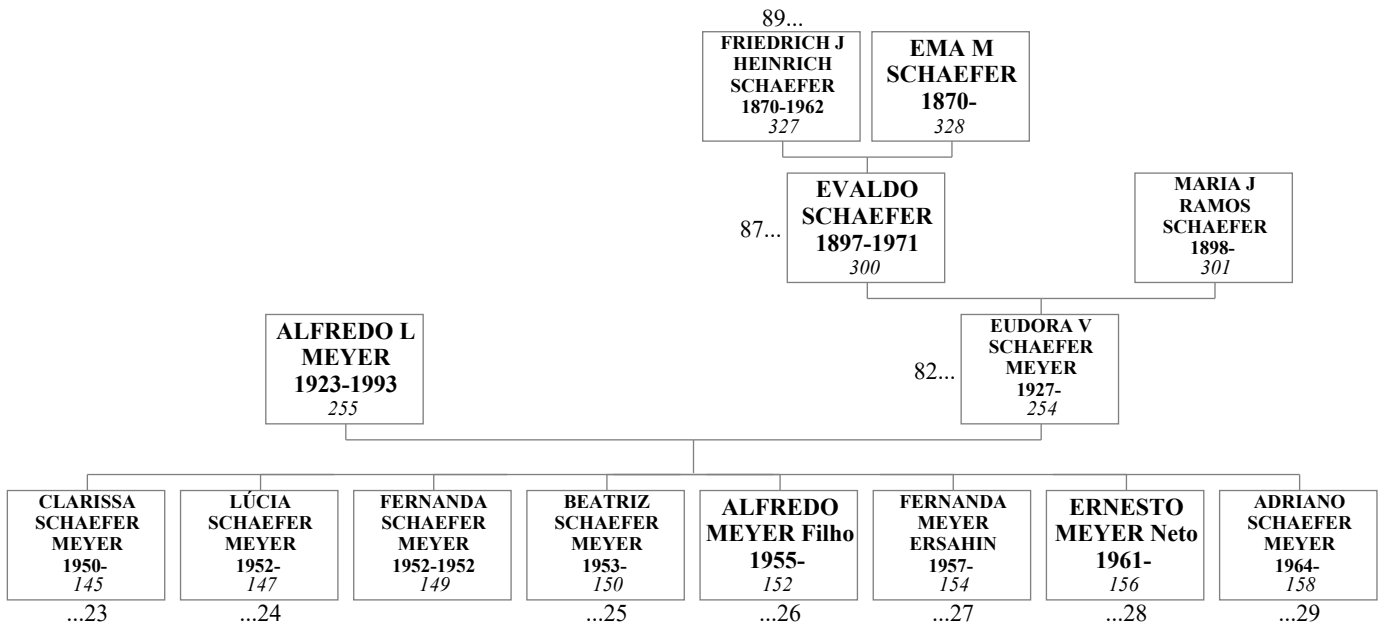 89...
FRIEDRICH J
HEINRICH
SCHAEFER
1870-1962
327
EMA M
SCHAEFER
1870-
328
87...
EVALDO
SCHAEFER
1897-1971
300
MARIA J
RAMOS
SCHAEFER
1898-
301
ALFREDO L
MEYER
1923-1993
255
82...
EUDORA V
SCHAEFER
MEYER
1927-
254
CLARISSA
SCHAEFER
MEYER
1950-
145
...23
LÚCIA
SCHAEFER
MEYER
1952-
147
...24
FERNANDA
SCHAEFER
MEYER
1952-1952
149
BEATRIZ
SCHAEFER
MEYER
1953-
150
...25
ALFREDO
MEYER Filho
1955-
152
...26
FERNANDA
MEYER
ERSAHIN
1957-
154
...27
ERNESTO
MEYER Neto
1961-
156
...28
ADRIANO
SCHAEFER
MEYER
1964-
158
...29